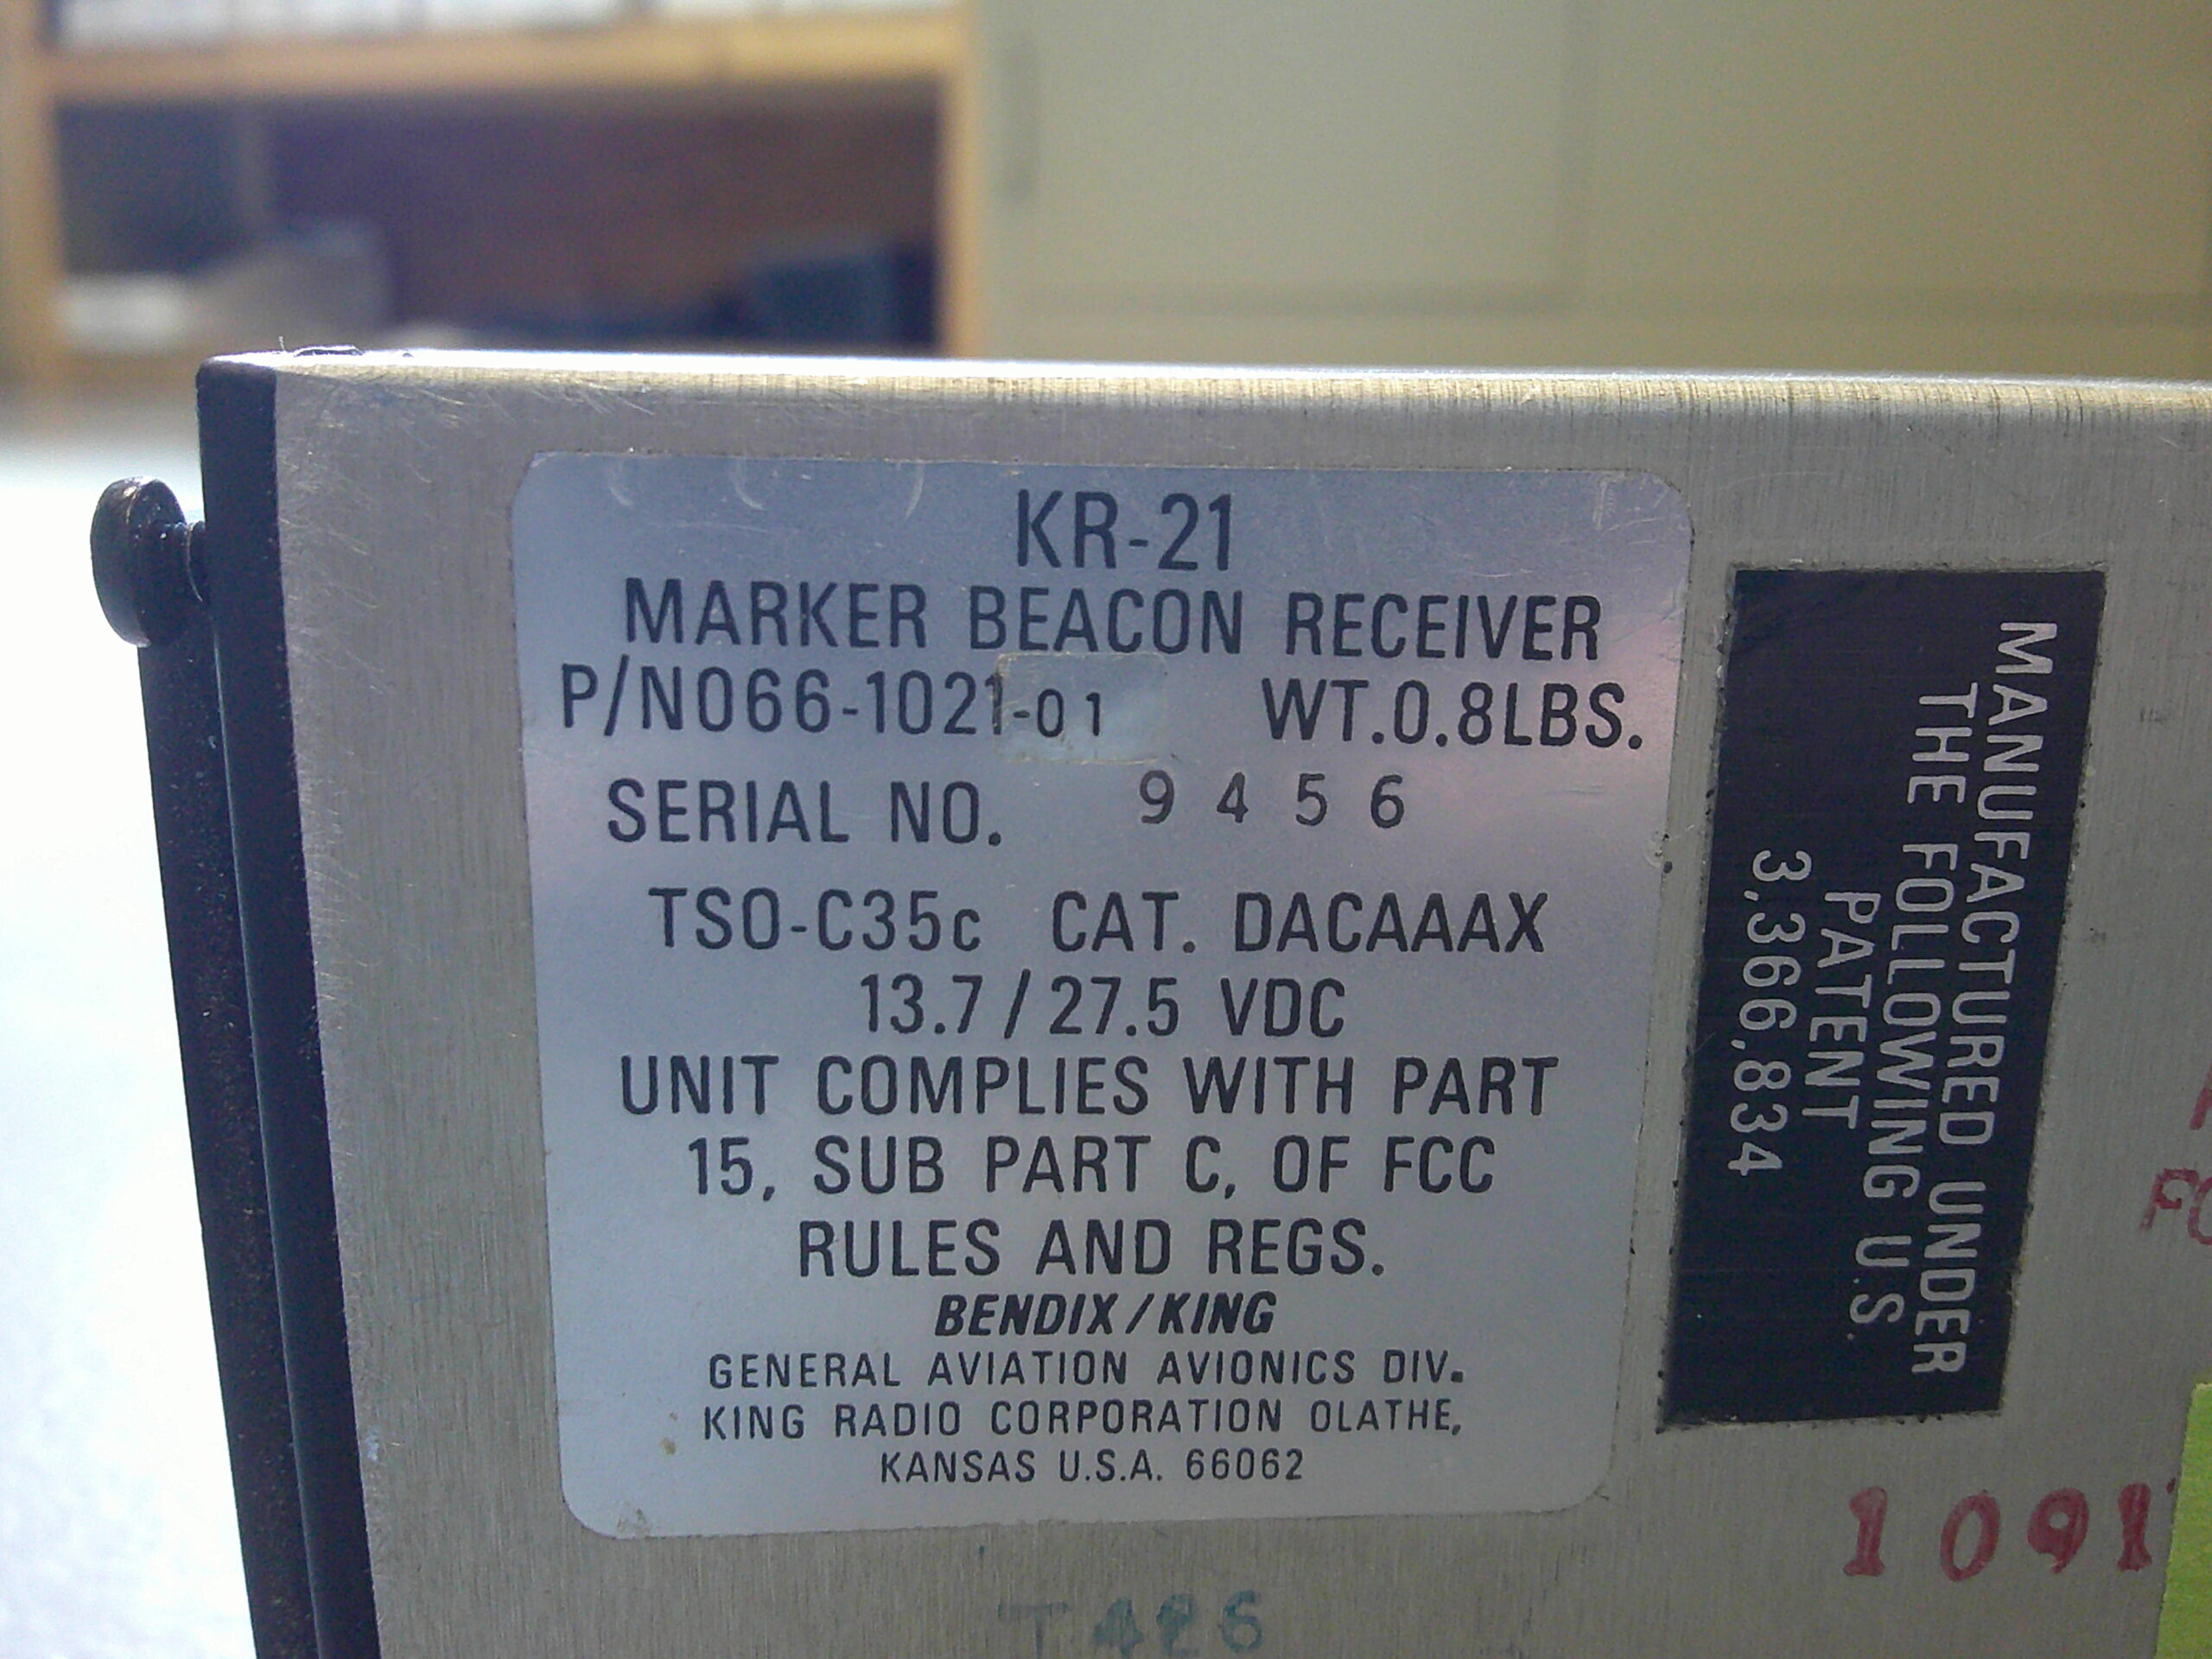 KR-21
MARKER BEACON RECEIVER
P/N066-1021-01 WT.0.8LBS.
SERIAL NO. 9456
TSO-C35c CAT. DACAAAX
13.7/27.5 VDC
UNIT COMPLIES WITH PART
15, SUB PART C, OF FCC
RULES AND REGS.
BENDIX/KING
GENERAL AVIATION AVIONICS DIV.
KING RADIO CORPORATION OLATHE,
KANSAS U.S.A. 66062
MANUFACTURED UNDER
THE FOLLOWING U.S.
PATENT
3,366,834
1091